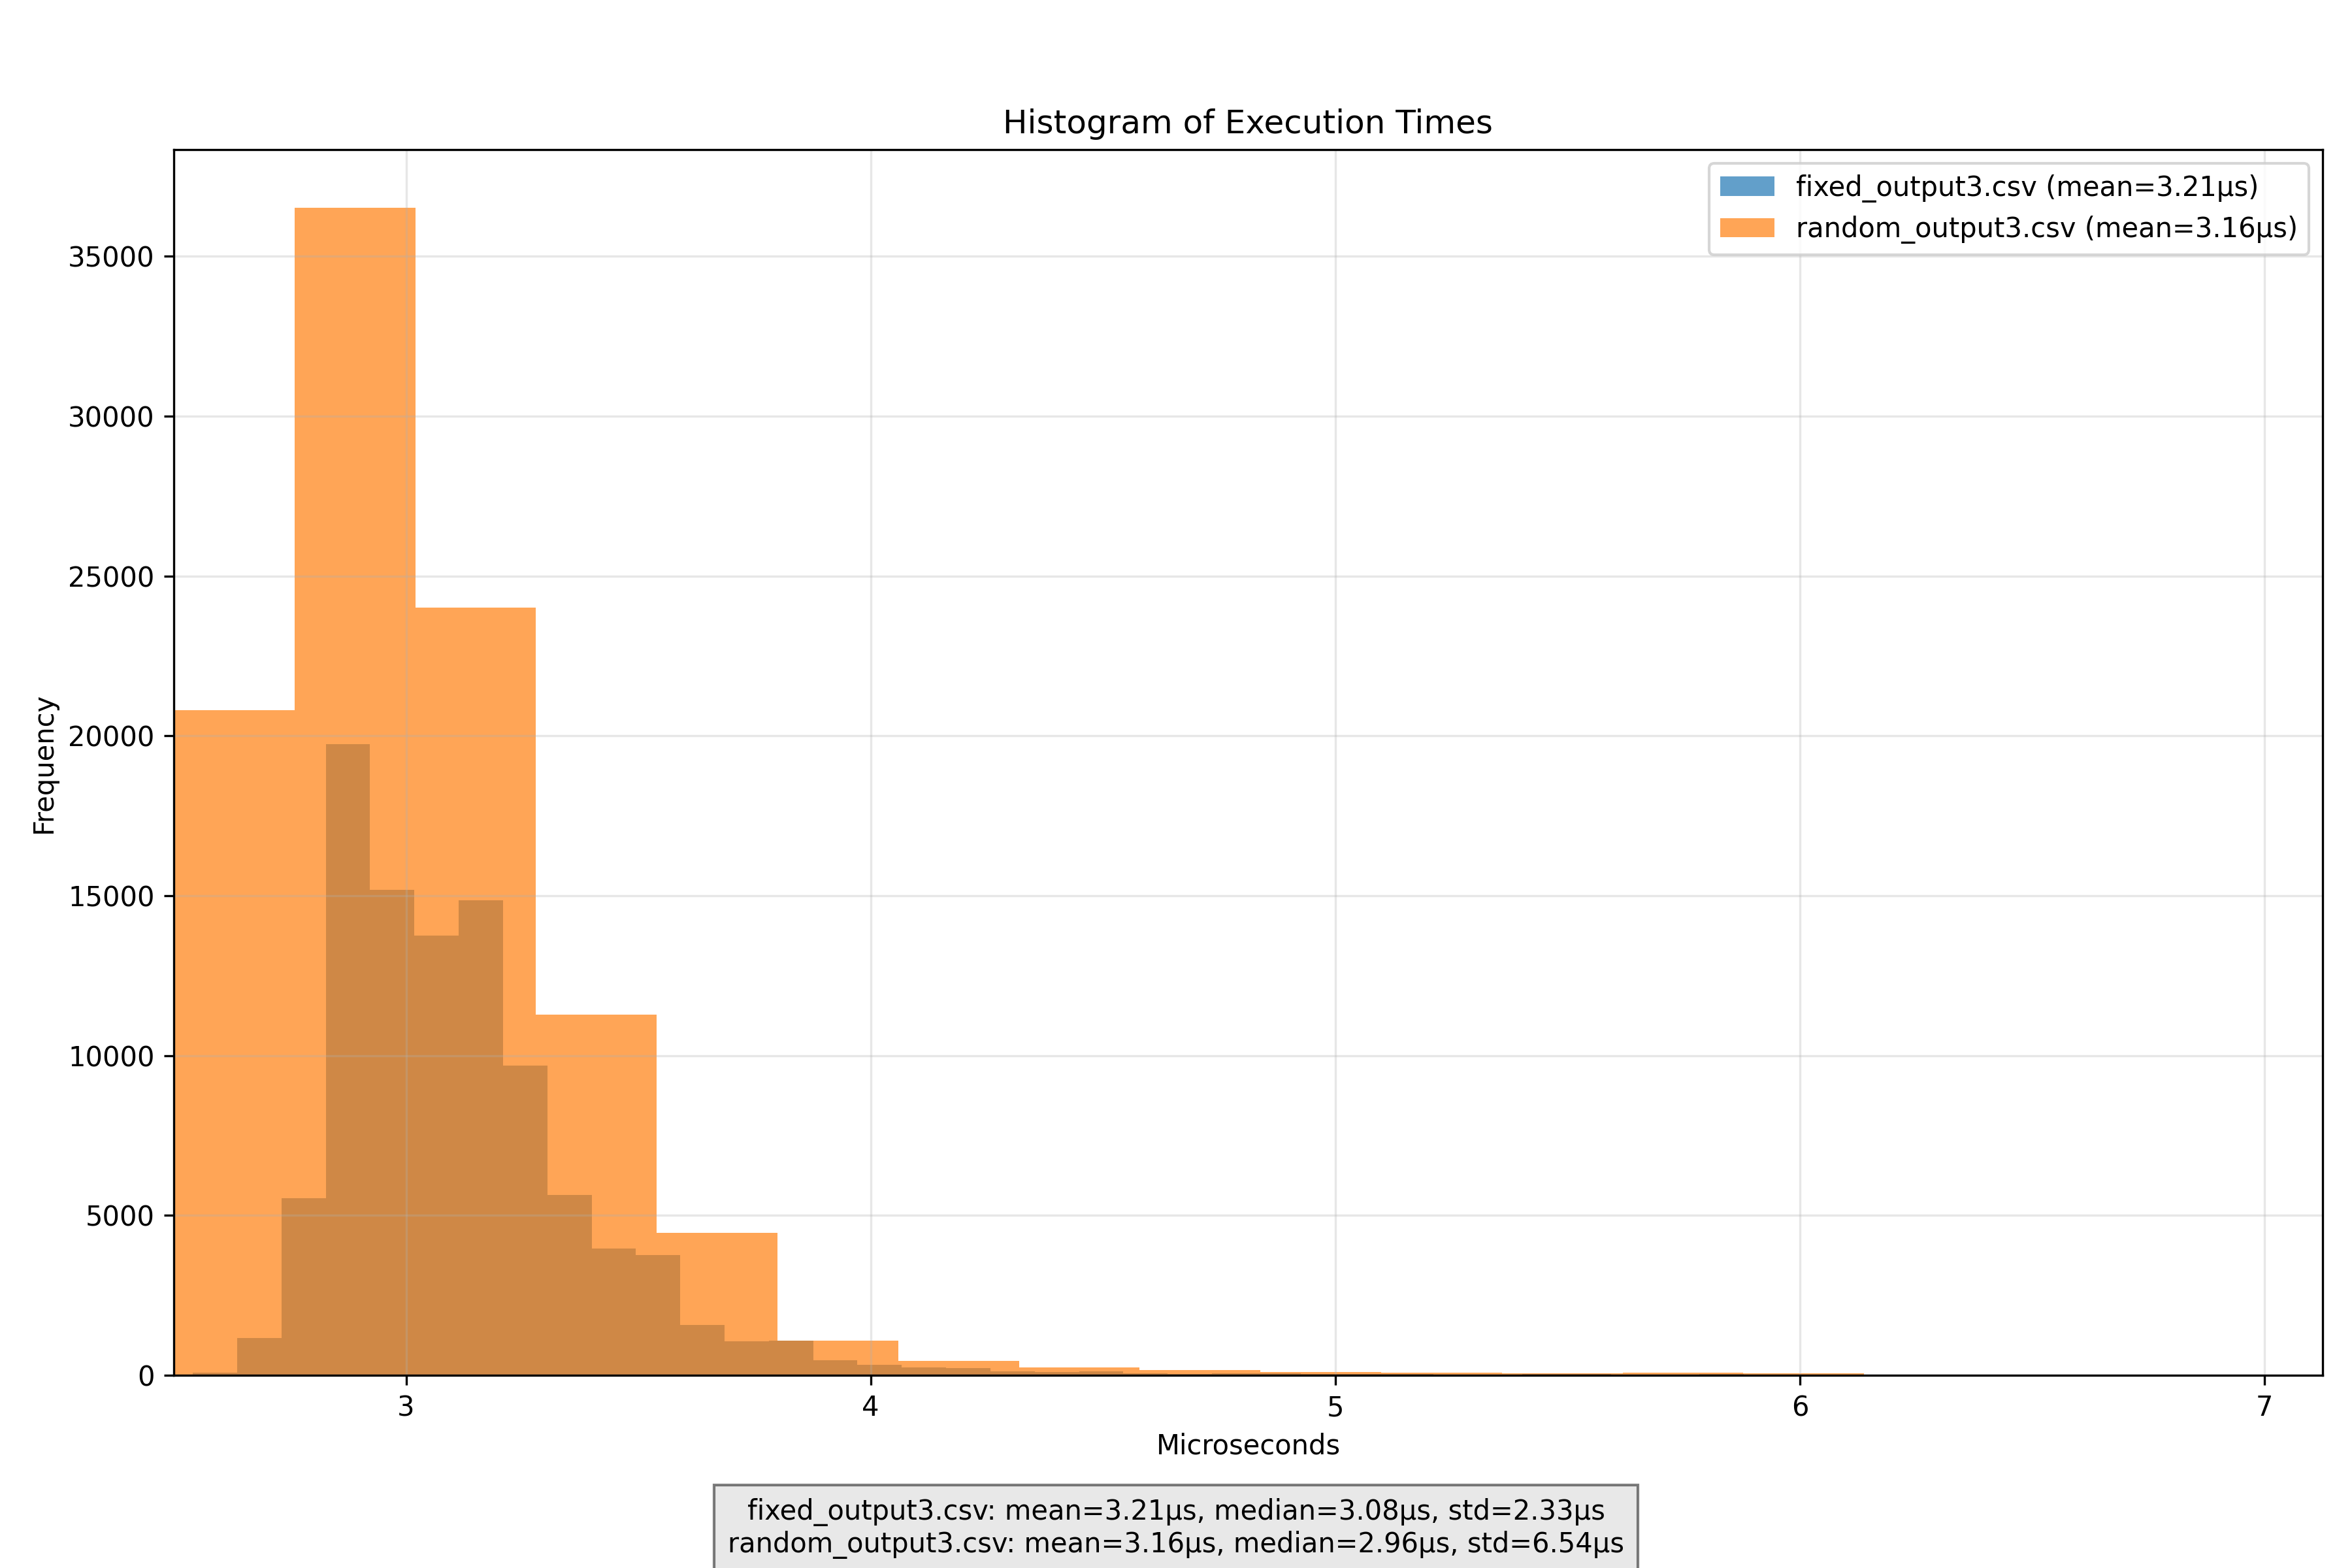 Histogram of Execution Times
fixed_output3.csv (mean=3.21µs)
random_output3.csv (mean=3.16µs)
35000
30000
25000
20000
15000
10000
5000
0
Frequency
3 4 5 6 7
Microseconds
fixed_output3.csv: mean=3.21µs, median=3.08µs, std=2.33µs
random_output3.csv: mean=3.16µs, median=2.96µs, std=6.54µs